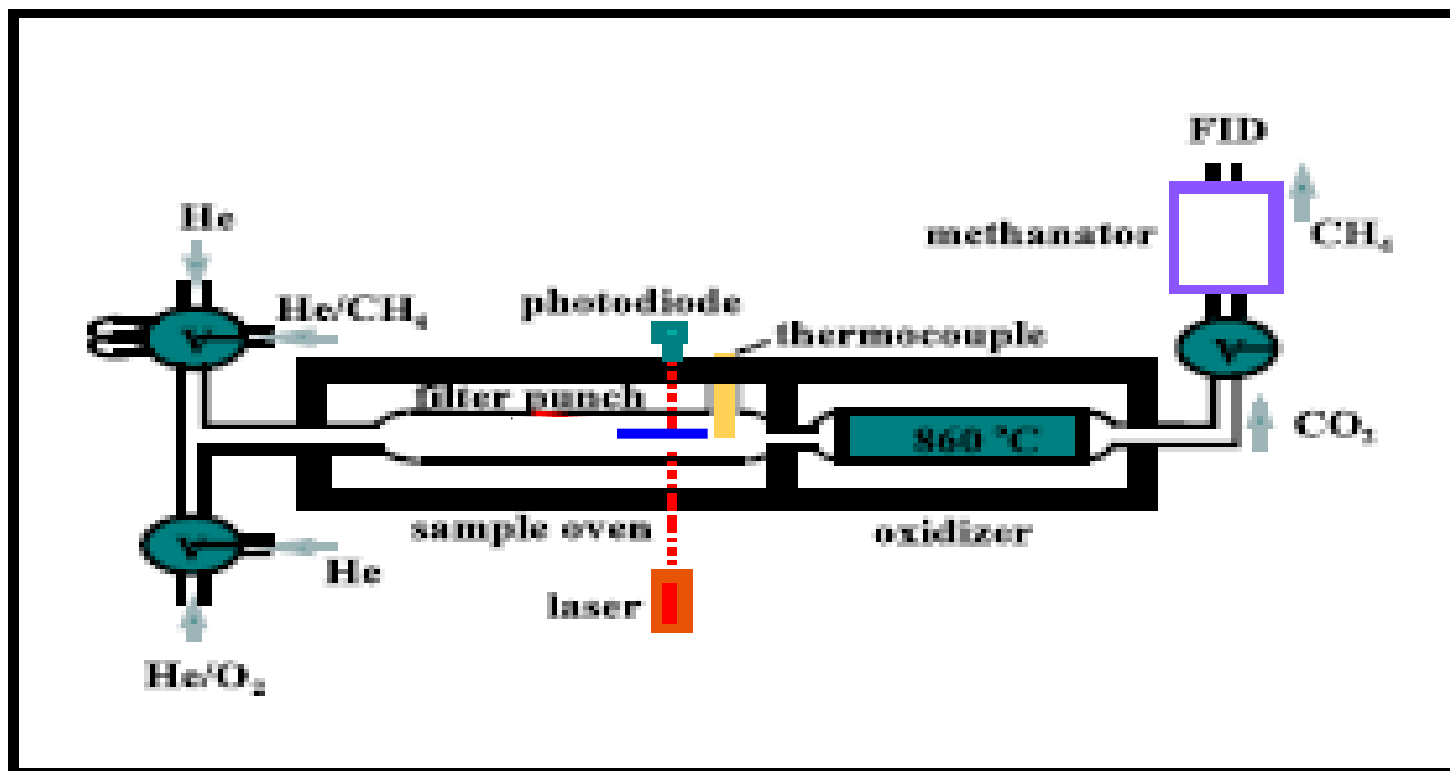 FID
He
methanator
CH₄
He/CH₄
photodiode
thermocouple
filter punch
V
V
860 °C
CO₂
sample oven
oxidizer
V
He
laser
He/O₂